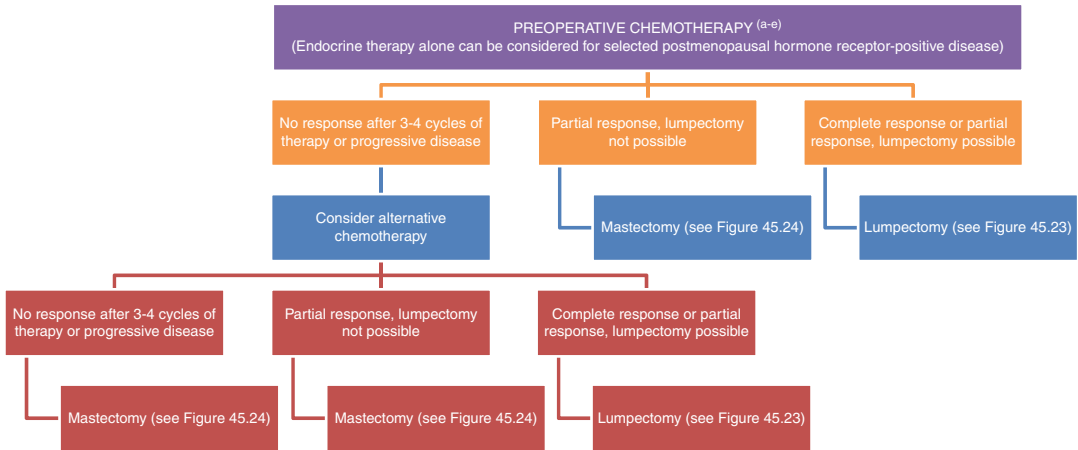 PREOPERATIVE CHEMOTHERAPY (a-e)
(Endocrine therapy alone can be considered for selected postmenopausal hormone receptor-positive disease)
No response after 3-4 cycles of
therapy or progressive disease
Partial response, lumpectomy
not possible
Complete response or partial
response, lumpectomy possible
Consider alternative
chemotherapy
Mastectomy (see Figure 45.24)
Lumpectomy (see Figure 45.23)
No response after 3-4 cycles of
therapy or progressive disease
Partial response, lumpectomy
not possible
Complete response or partial
response, lumpectomy possible
Mastectomy (see Figure 45.24)
Mastectomy (see Figure 45.24)
Lumpectomy (see Figure 45.23)